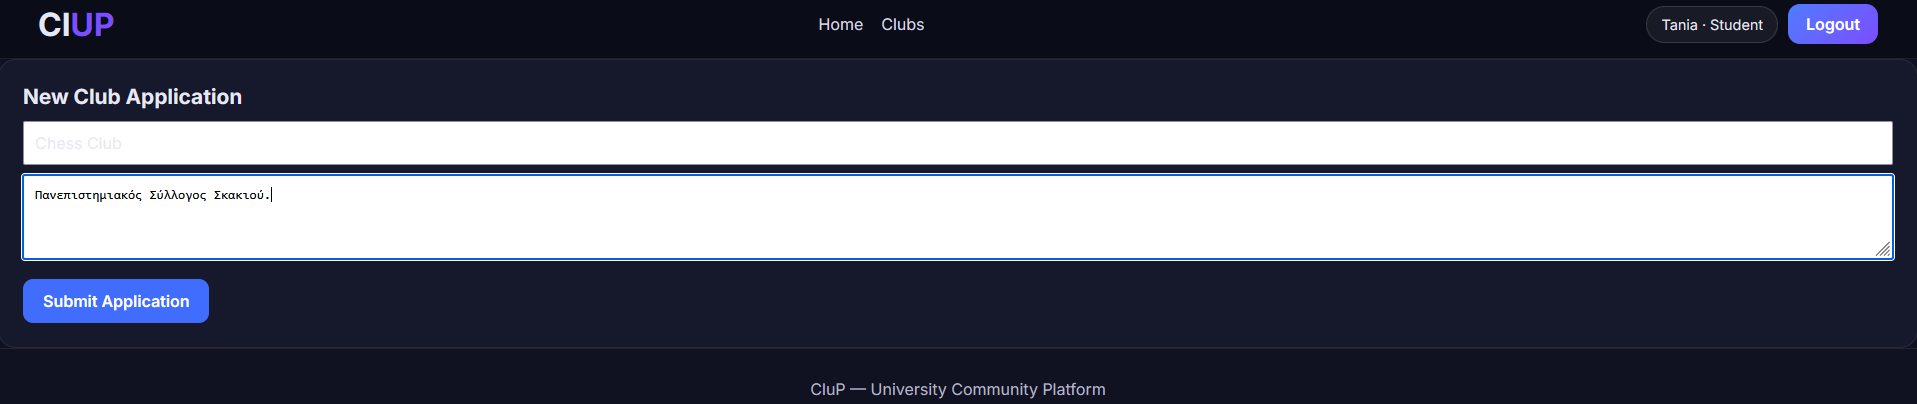 CIUP
Home
Clubs
Tania · Student
Logout
New Club Application
Chess Club
Πανεπιστημιακός Σύλλογος Σκακιού.
Submit Application
CluP — University Community Platform